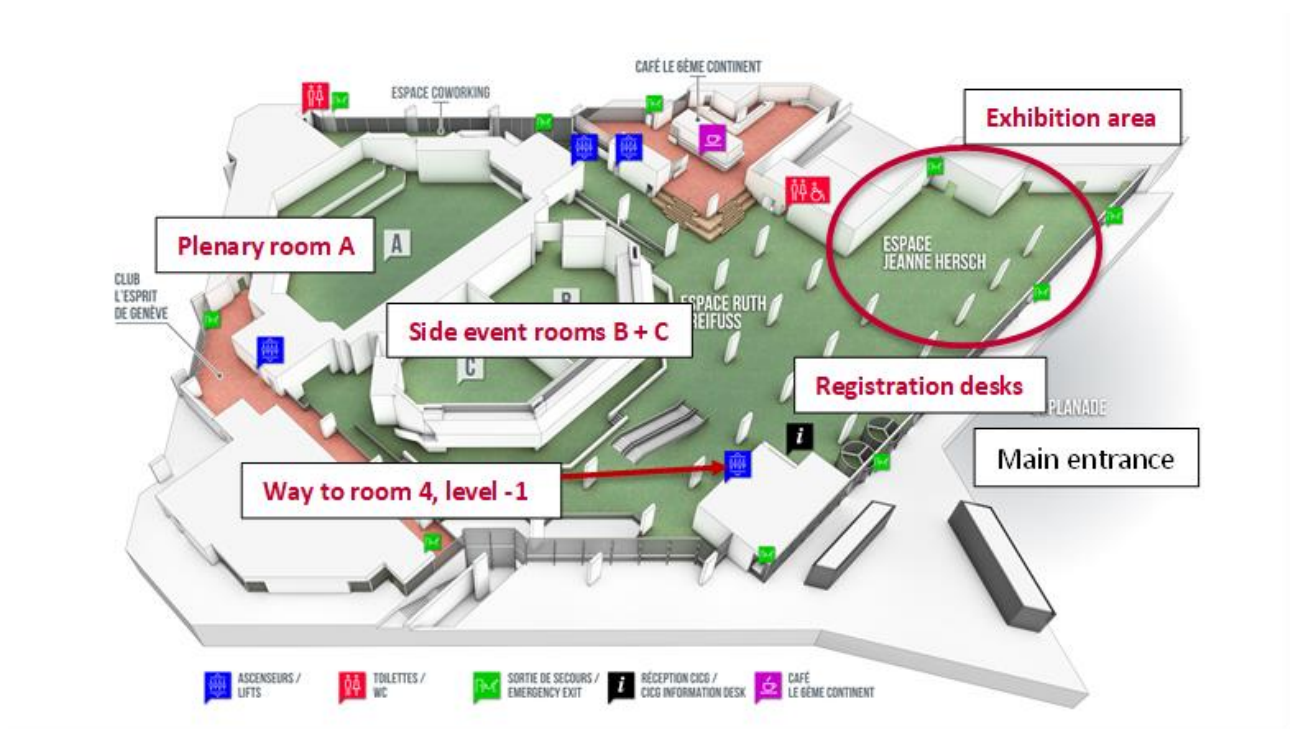 CAFÉ LE 6ÈME CONTINENT
ESPACE COWORKING
Exhibition area
Plenary room A
A
ESPACE
JEANNE HERSCH
CLUB
L'ESPRIT
DE GENÈVE
B
ESPACE RUTH
Side event rooms B + C
C
Registration desks
Main entrance
i
Way to room 4, level -1
ASCENSEURS /
LIFTS
TOILETTES /
WC
SORTIE DE SECOURS /
EMERGENCY EXIT
i
RÉCEPTION CICG /
CICG INFORMATION DESK
CAFÉ
LE 6ÈME CONTINENT